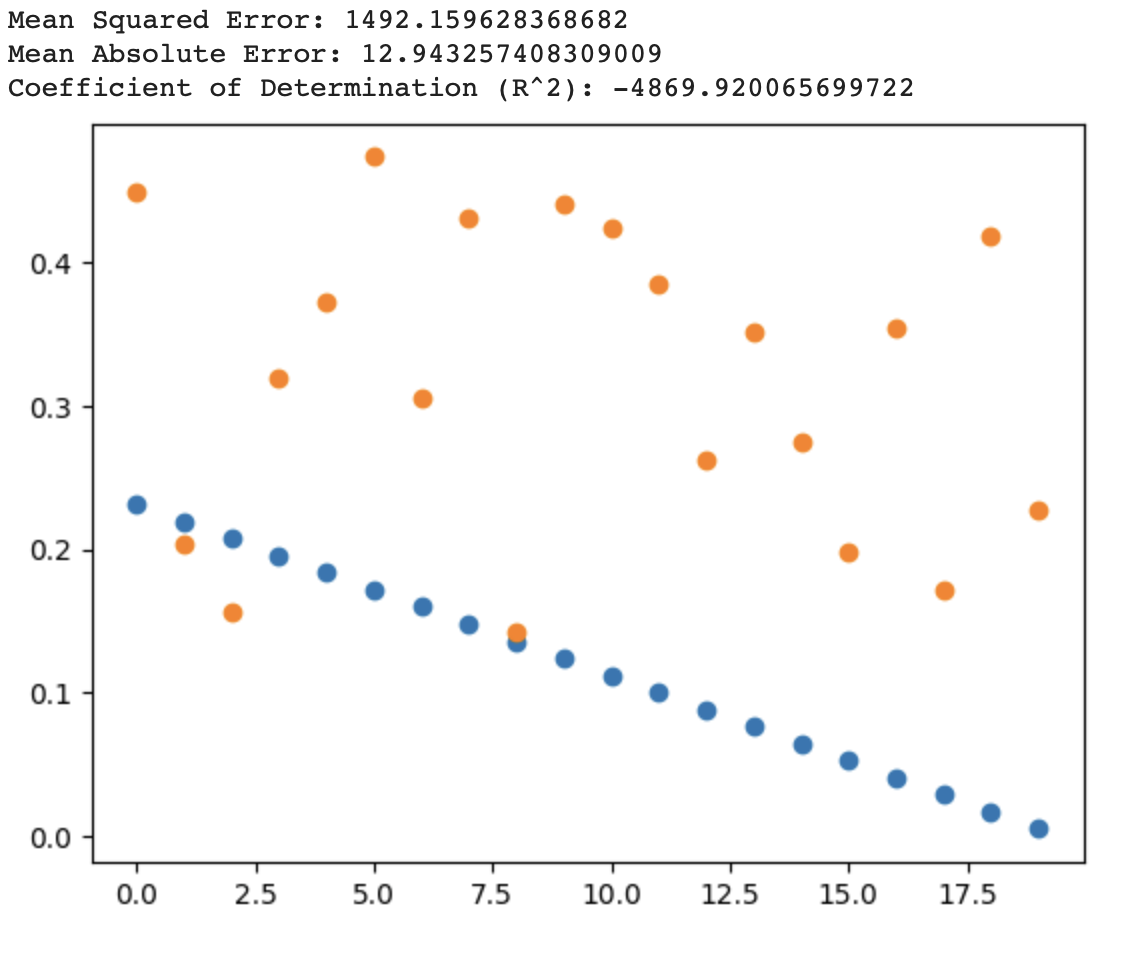 Mean Squared Error: 1492.159628368682
Mean Absolute Error: 12.943257408309009
Coefficient of Determination (R^2): -4869.920065699722
0.4
0.3
0.2
0.1
0.0
0.0 2.5 5.0 7.5 10.0 12.5 15.0 17.5